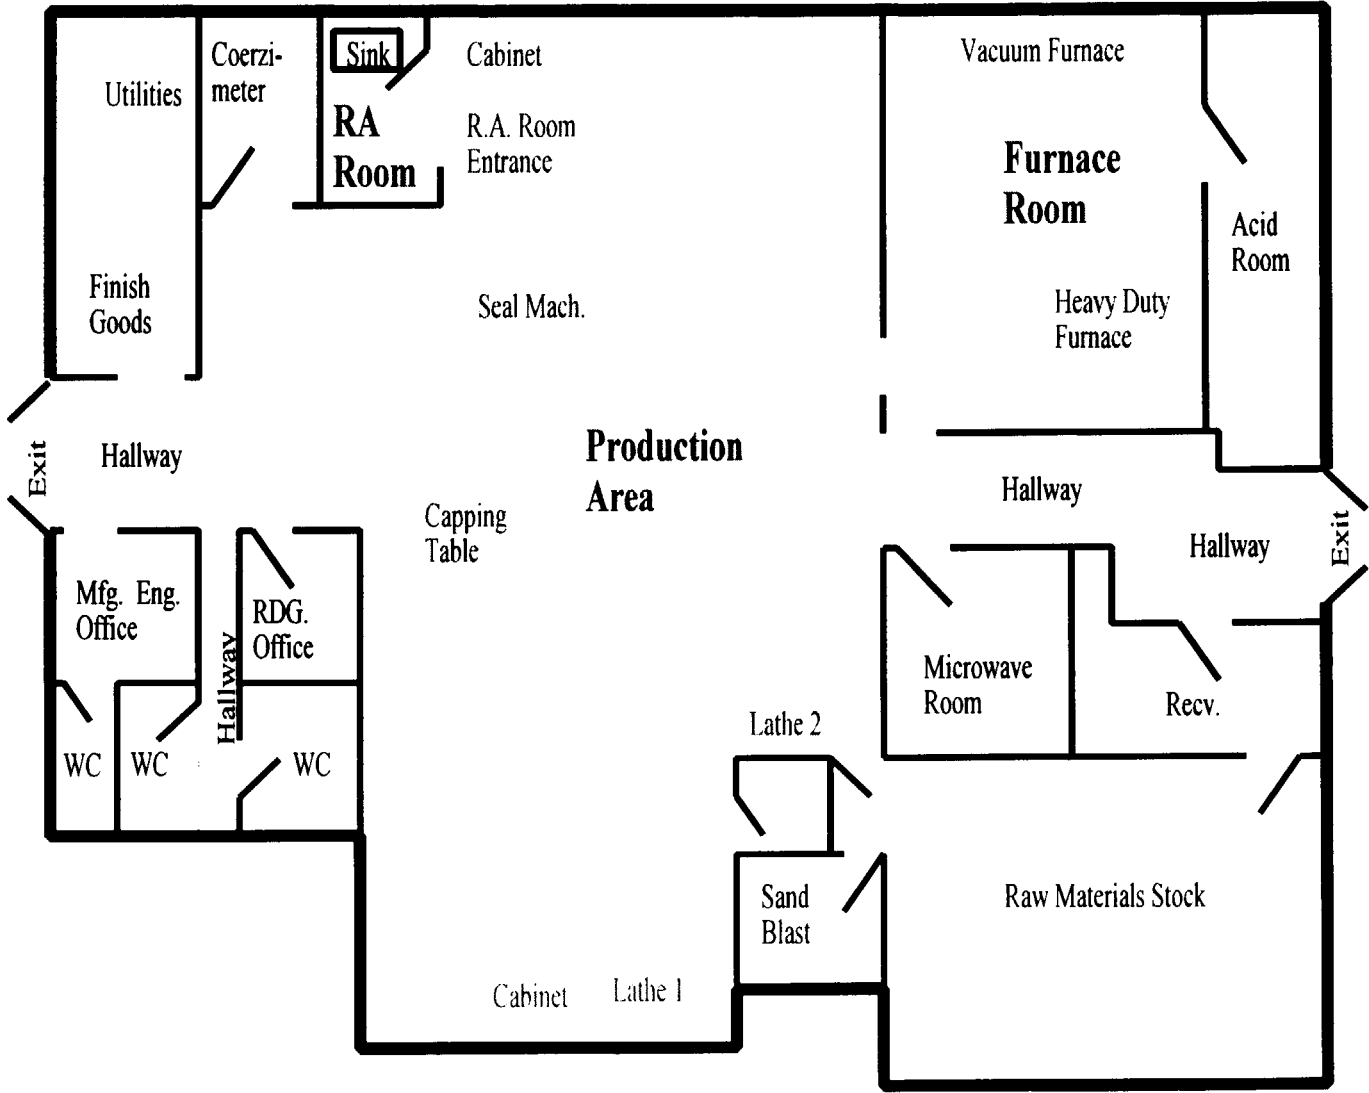 Utilities
Coerzi-
meter
Sink
RA
Room
Cabinet
R.A. Room
Entrance
Vacuum Furnace
Furnace
Room
Acid
Room
Finish
Goods
Seal Mach.
Heavy Duty
Furnace
Exit
Hallway
Production
Area
Hallway
Hallway
Exit
Capping
Table
Mfg. Eng.
Office
Hallway
RDG.
Office
Microwave
Room
Recv.
Lathe 2
WC
WC
WC
Sand
Blast
Raw Materials Stock
Cabinet
Lathe 1